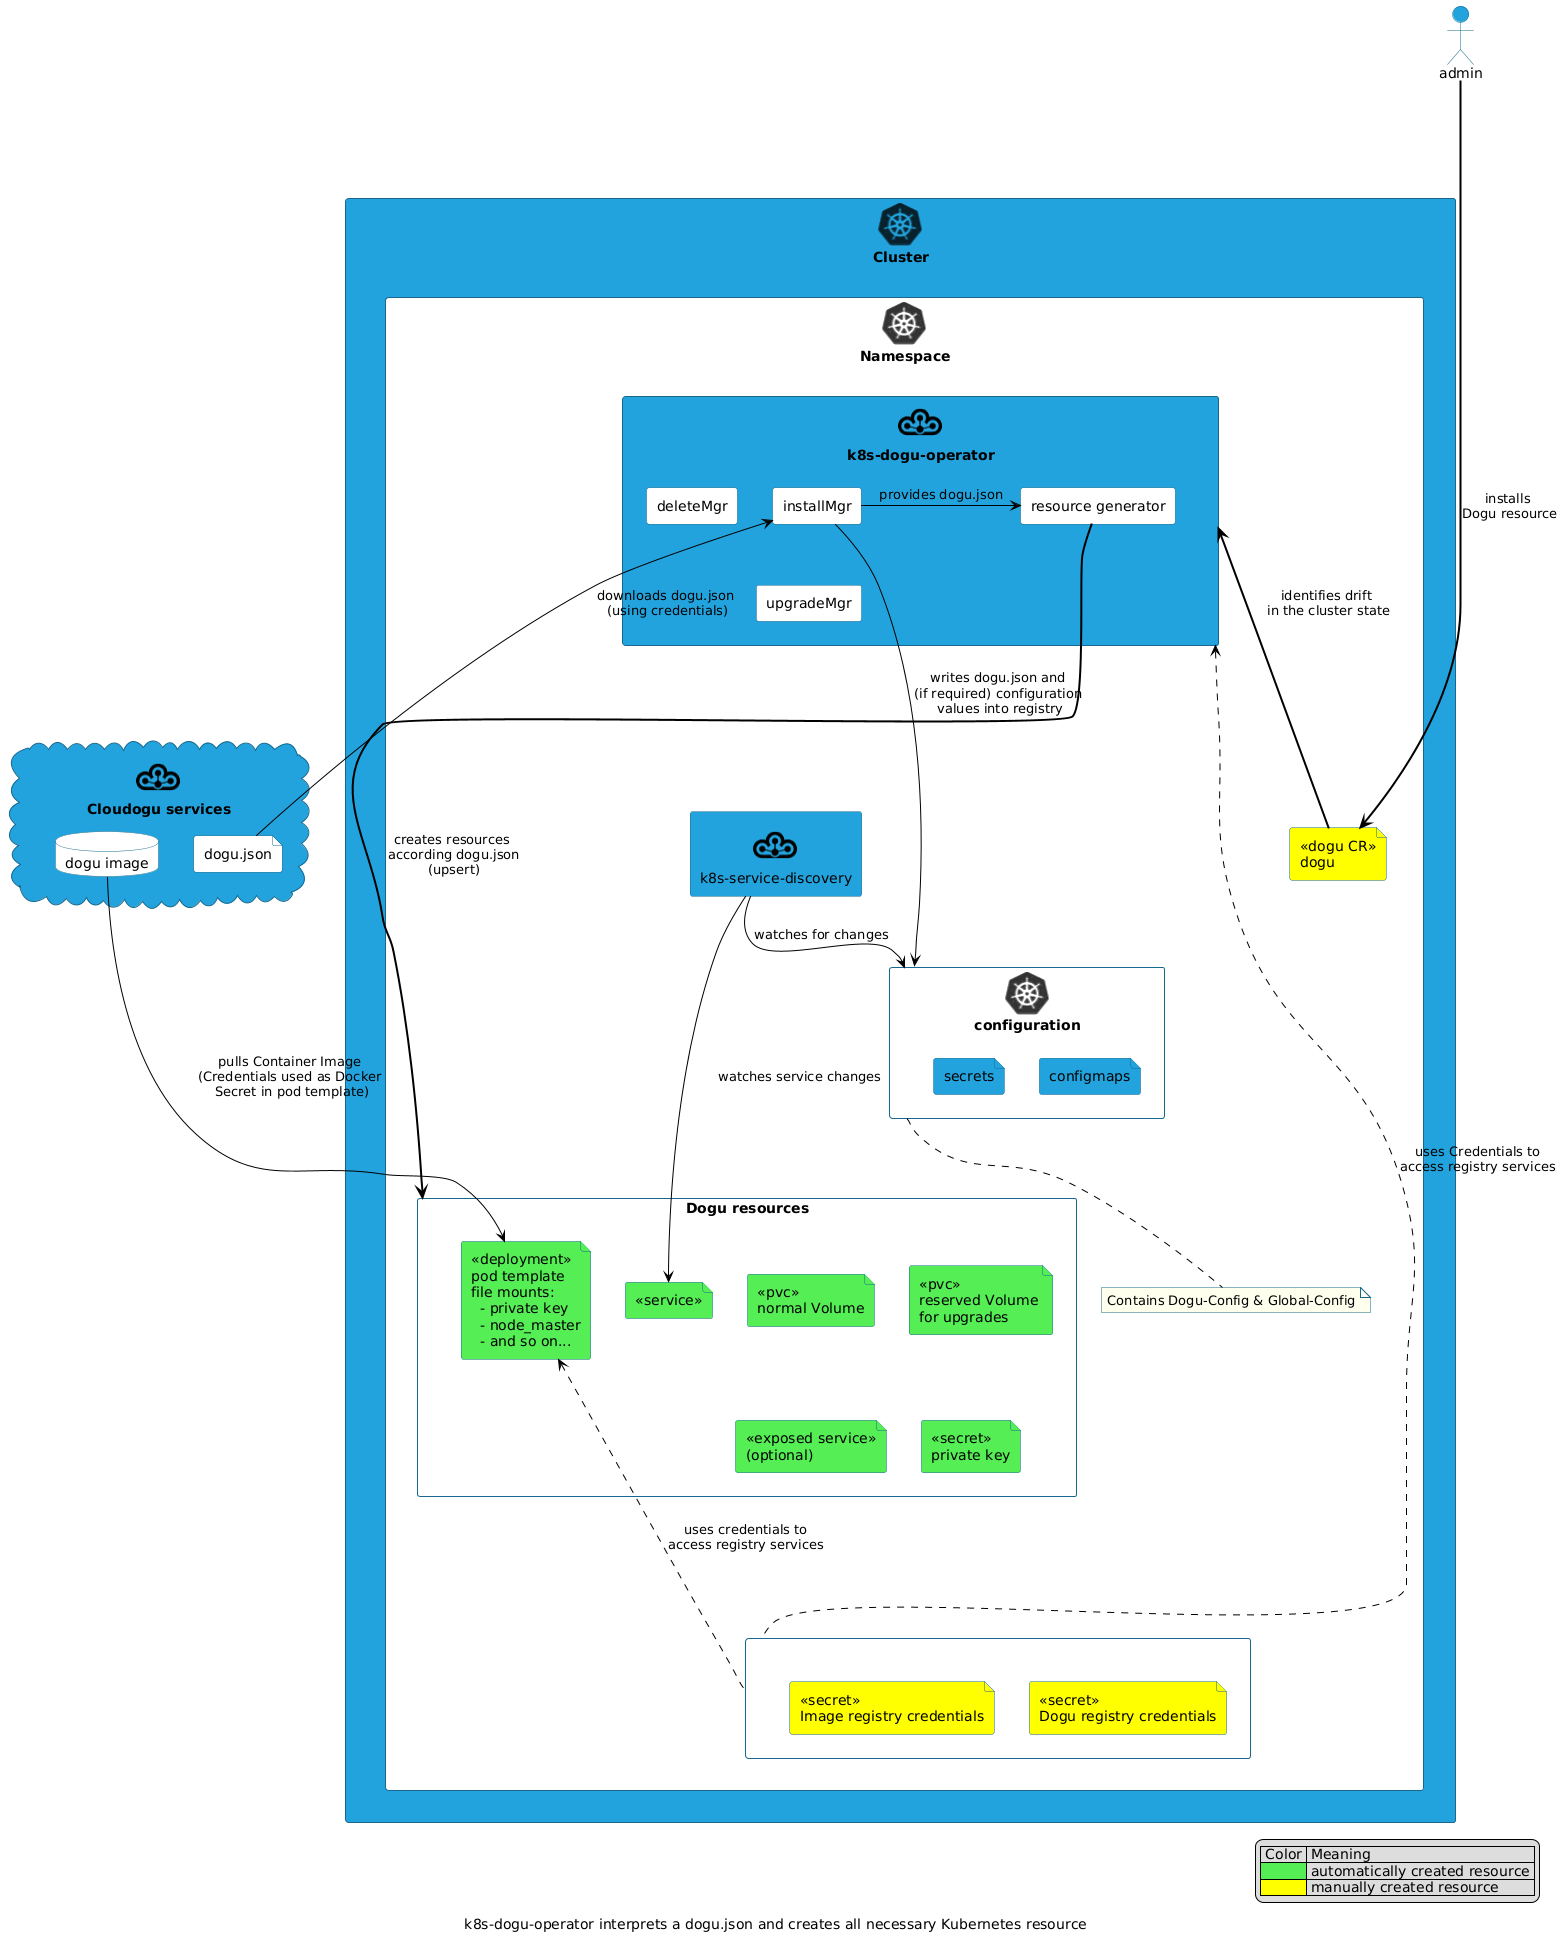 admin
Cluster
Namespace
k8s-dogu-operator
deleteMgr
installMgr
provides dogu.json
resource generator
installs
Dogu resource
upgradeMgr
downloads dogu.json
(using credentials)
identifies drift
in the cluster state
writes dogu.json and
(if required) configuration
values into registry
Cloudogu services
dogu image
dogu.json
creates resources
according dogu.json
(upsert)
k8s-service-discovery
«dogu CR»
dogu
watches for changes
configuration
secrets
configmaps
pulls Container Image
(Credentials used as Docker
Secret in pod template)
watches service changes
uses Credentials to
access registry services
Dogu resources
«deployment»
pod template
file mounts:
- private key
- node_master
- and so on...
«service»
«pvc»
normal Volume
«pvc»
reserved Volume
for upgrades
Contains Dogu-Config & Global-Config
«exposed service»
(optional)
«secret»
private key
uses credentials to
access registry services
«secret»
Image registry credentials
«secret»
Dogu registry credentials
Color Meaning
automatically created resource
manually created resource
k8s-dogu-operator interprets a dogu.json and creates all necessary Kubernetes resource